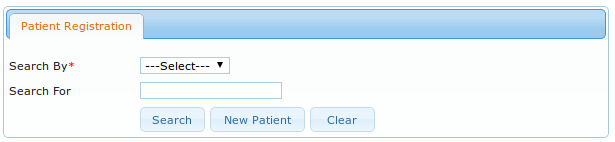 Patient Registration
Search By*
---Select---
Search For
Search New Patient Clear